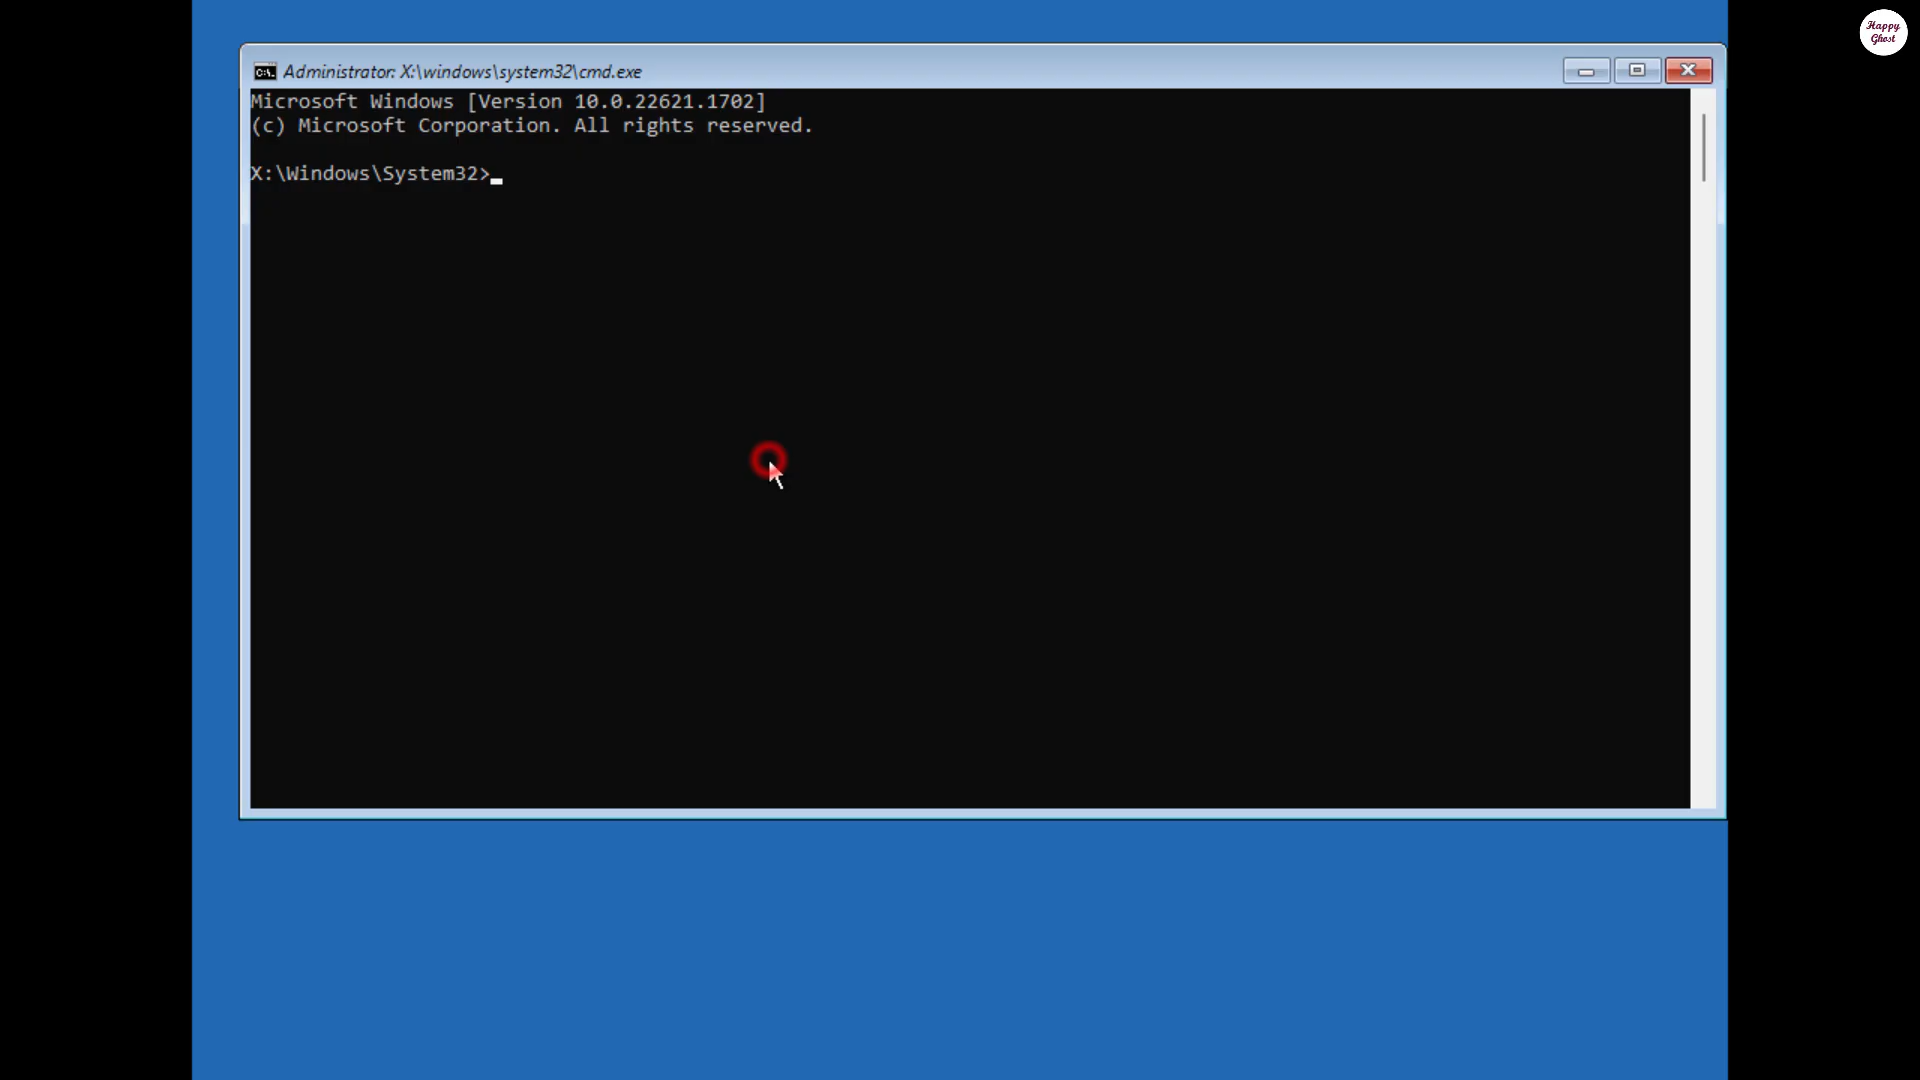 Happy
Ghost
Administrator: X:\windows\system32\cmd.exe
Microsoft Windows [Version 10.0.22621.1702]
(c) Microsoft Corporation. All rights reserved.
X:\Windows\System32>